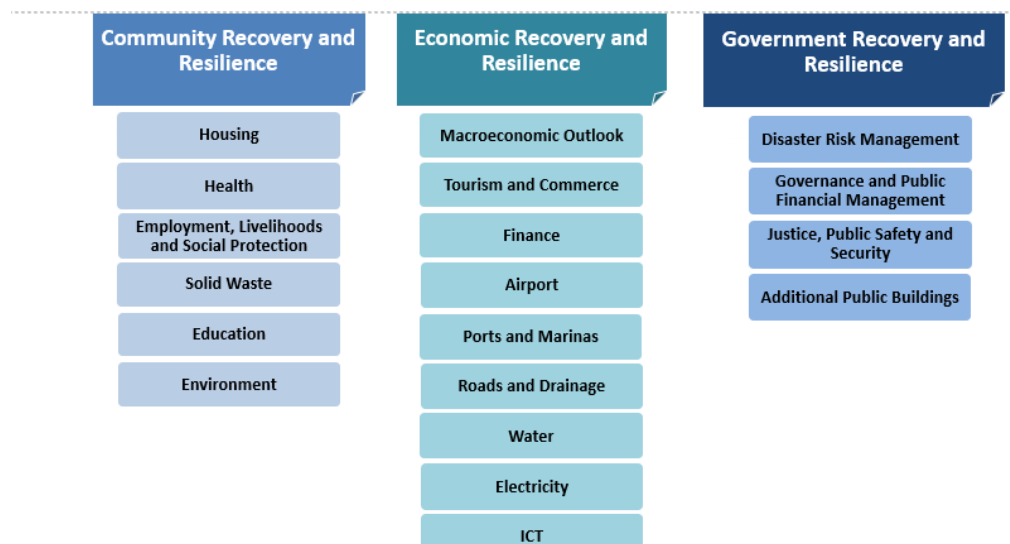 Community Recovery and
Resilience
Housing
Health
Employment, Livelihoods
and Social Protection
Solid Waste
Education
Environment
Economic Recovery and
Resilience
Macroeconomic Outlook
Tourism and Commerce
Finance
Airport
Ports and Marinas
Roads and Drainage
Water
Electricity
ICT
Government Recovery and
Resilience
Disaster Risk Management
Governance and Public
Financial Management
Justice, Public Safety and
Security
Additional Public Buildings